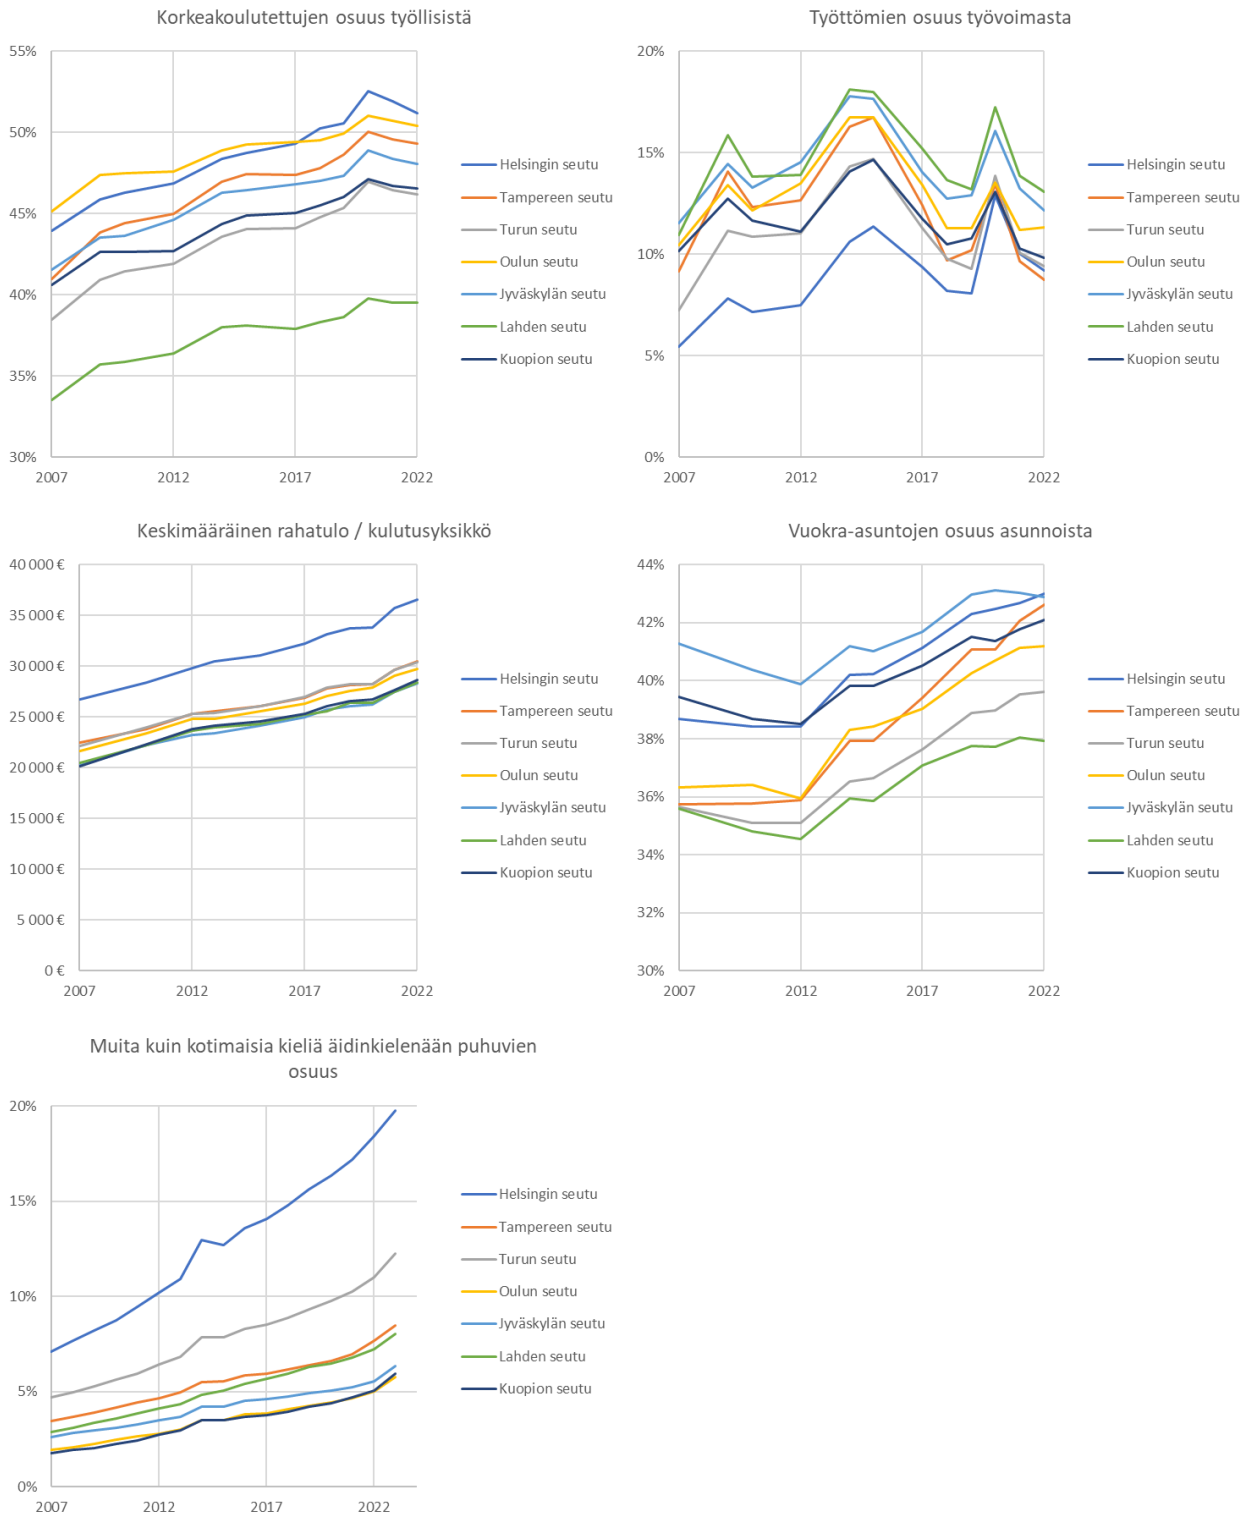 Korkeakoulutettujen osuus työllisistä
55%
50%
45%
40%
35%
30%
2007
2012
2017
2022
Helsingin seutu
Tampereen seutu
Turun seutu
Oulun seutu
Jyväskylän seutu
Lahden seutu
Kuopion seutu
Työttömien osuus työvoimasta
20%
15%
10%
5%
0%
2007
2012
2017
2022
Helsingin seutu
Tampereen seutu
Turun seutu
Oulun seutu
Jyväskylän seutu
Lahden seutu
Kuopion seutu
Keskimääräinen rahatulo / kulutusyksikkö
40 000 €
35 000 €
30 000 €
25 000 €
20 000 €
15 000 €
10 000 €
5 000 €
0 €
2007
2012
2017
2022
Helsingin seutu
Tampereen seutu
Turun seutu
Oulun seutu
Jyväskylän seutu
Lahden seutu
Kuopion seutu
Vuokra-asuntojen osuus asunnoista
44%
42%
40%
38%
36%
34%
32%
30%
2007
2012
2017
2022
Helsingin seutu
Tampereen seutu
Turun seutu
Oulun seutu
Jyväskylän seutu
Lahden seutu
Kuopion seutu
Muita kuin kotimaisia kieliä äidinkielenään puhuvien
osuus
20%
15%
10%
5%
0%
2007
2012
2017
2022
Helsingin seutu
Tampereen seutu
Turun seutu
Oulun seutu
Jyväskylän seutu
Lahden seutu
Kuopion seutu